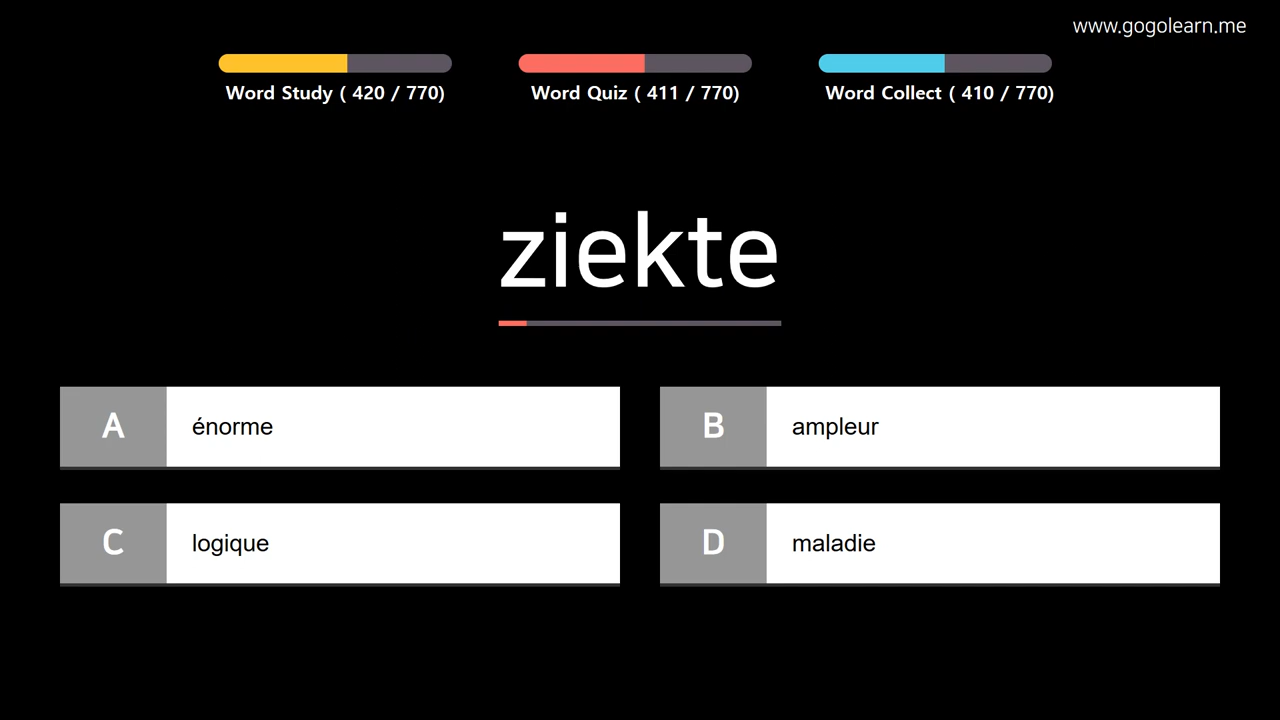 www.gogolearn.me
Word Study ( 420 / 770)
Word Quiz ( 411 / 770)
Word Collect ( 410 / 770)
ziekte
A énorme
B ampleur
C logique
D maladie